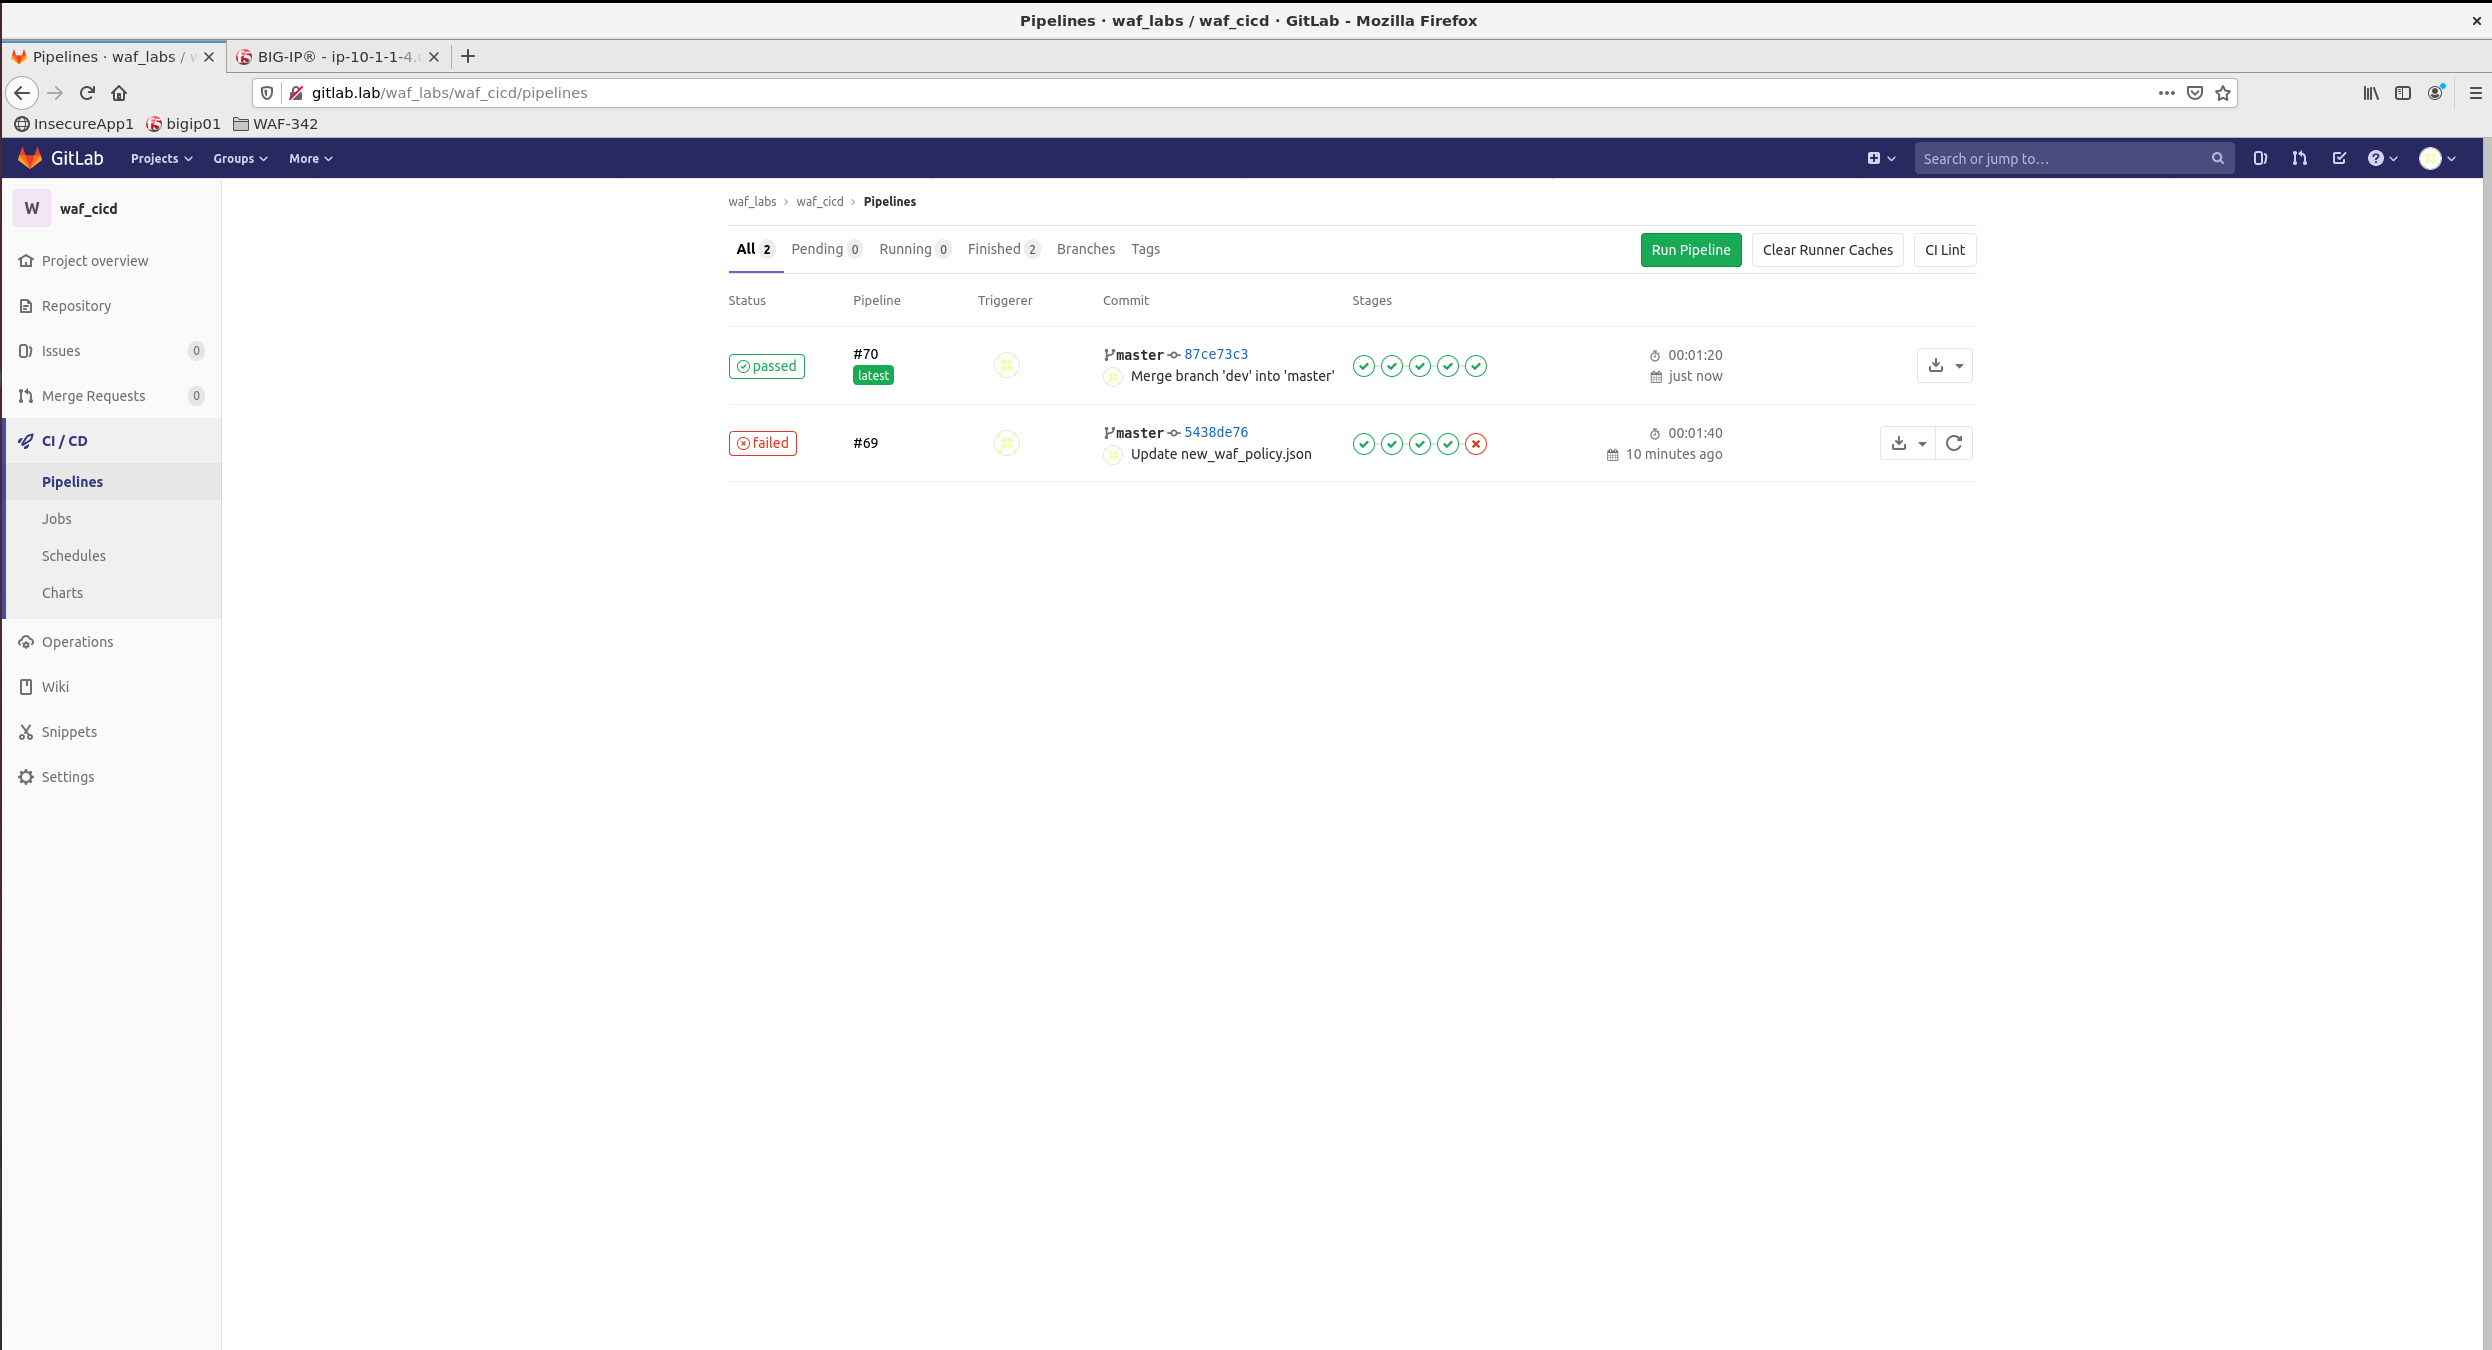 Pipelines · waf_labs / waf_cicd · GitLab - Mozilla Firefox
Pipelines · waf_labs /
BIG-IP® - ip-10-1-1-4.
gitlab.lab/waf_labs/waf_cicd/pipelines
InsecureApp1 bigip01 WAF-342
GitLab Projects Groups More Search or jump to…
W waf_cicd
Project overview
Repository
Issues 0
Merge Requests 0
CI / CD
Pipelines
Jobs
Schedules
Charts
Operations
Wiki
Snippets
Settings
waf_labs › waf_cicd › Pipelines
All 2 Pending 0 Running 0 Finished 2 Branches Tags Run Pipeline Clear Runner Caches CI Lint
Status Pipeline Triggerer Commit Stages
passed #70 latest master 87ce73c3 00:01:20
Merge branch 'dev' into 'master' just now
failed #69 master 5438de76 00:01:40
Update new_waf_policy.json 10 minutes ago